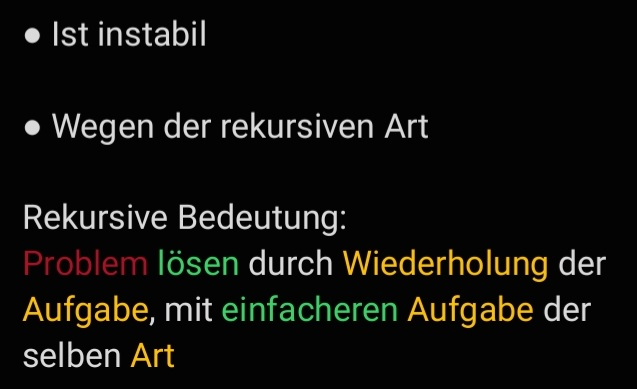 ● Ist instabil
● Wegen der rekursiven Art
Rekursive Bedeutung:
Problem lösen durch Wiederholung der
Aufgabe, mit einfacheren Aufgabe der
selben Art